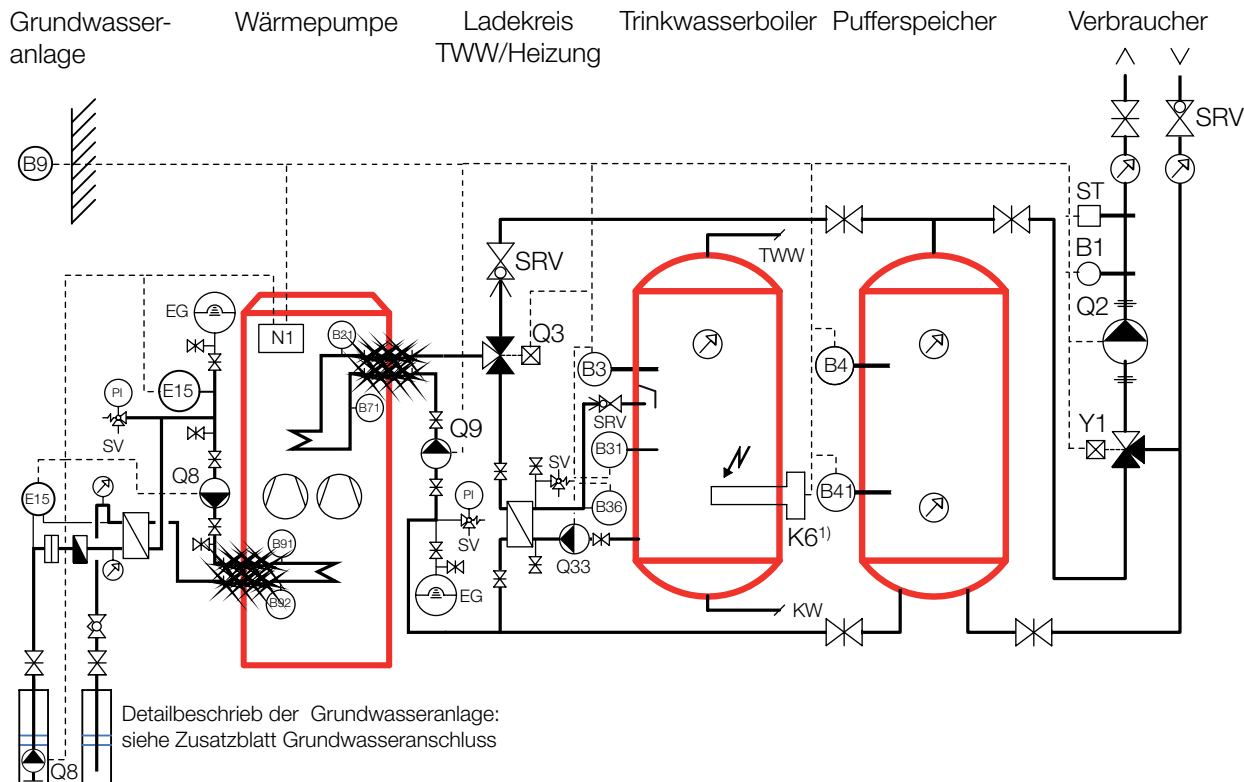 Grundwasser-
anlage
Wärmepumpe
Ladekreis
TWW/Heizung
Trinkwasserboiler
Pufferspeicher
Verbraucher
SRV
B9
ST
TWW
B1
SRV
EG
N1
B21
Q3
Q2
B3
B4
E15
PI
B71
SRV
Y1
SV
Q9
B31
SV
Q8
E15
PI
B36
B41
K6¹⁾
SV
Q33
B91
B92
EG
KW
Detailbeschrieb der Grundwasseranlage:
siehe Zusatzblatt Grundwasseranschluss
Q8